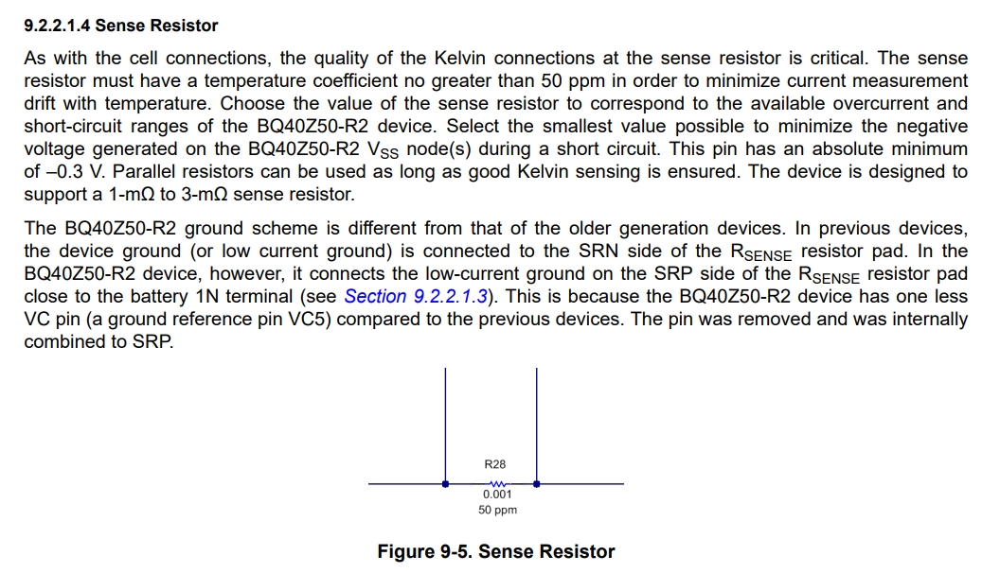 9.2.2.1.4 Sense Resistor
As with the cell connections, the quality of the Kelvin connections at the sense resistor is critical. The sense
resistor must have a temperature coefficient no greater than 50 ppm in order to minimize current measurement
drift with temperature. Choose the value of the sense resistor to correspond to the available overcurrent and
short-circuit ranges of the BQ40Z50-R2 device. Select the smallest value possible to minimize the negative
voltage generated on the BQ40Z50-R2 VSS node(s) during a short circuit. This pin has an absolute minimum
of –0.3 V. Parallel resistors can be used as long as good Kelvin sensing is ensured. The device is designed to
support a 1-mΩ to 3-mΩ sense resistor.
The BQ40Z50-R2 ground scheme is different from that of the older generation devices. In previous devices,
the device ground (or low current ground) is connected to the SRN side of the RSENSE resistor pad. In the
BQ40Z50-R2 device, however, it connects the low-current ground on the SRP side of the RSENSE resistor pad
close to the battery 1N terminal (see Section 9.2.2.1.3). This is because the BQ40Z50-R2 device has one less
VC pin (a ground reference pin VC5) compared to the previous devices. The pin was removed and was internally
combined to SRP.
R28
0.001
50 ppm
Figure 9-5. Sense Resistor